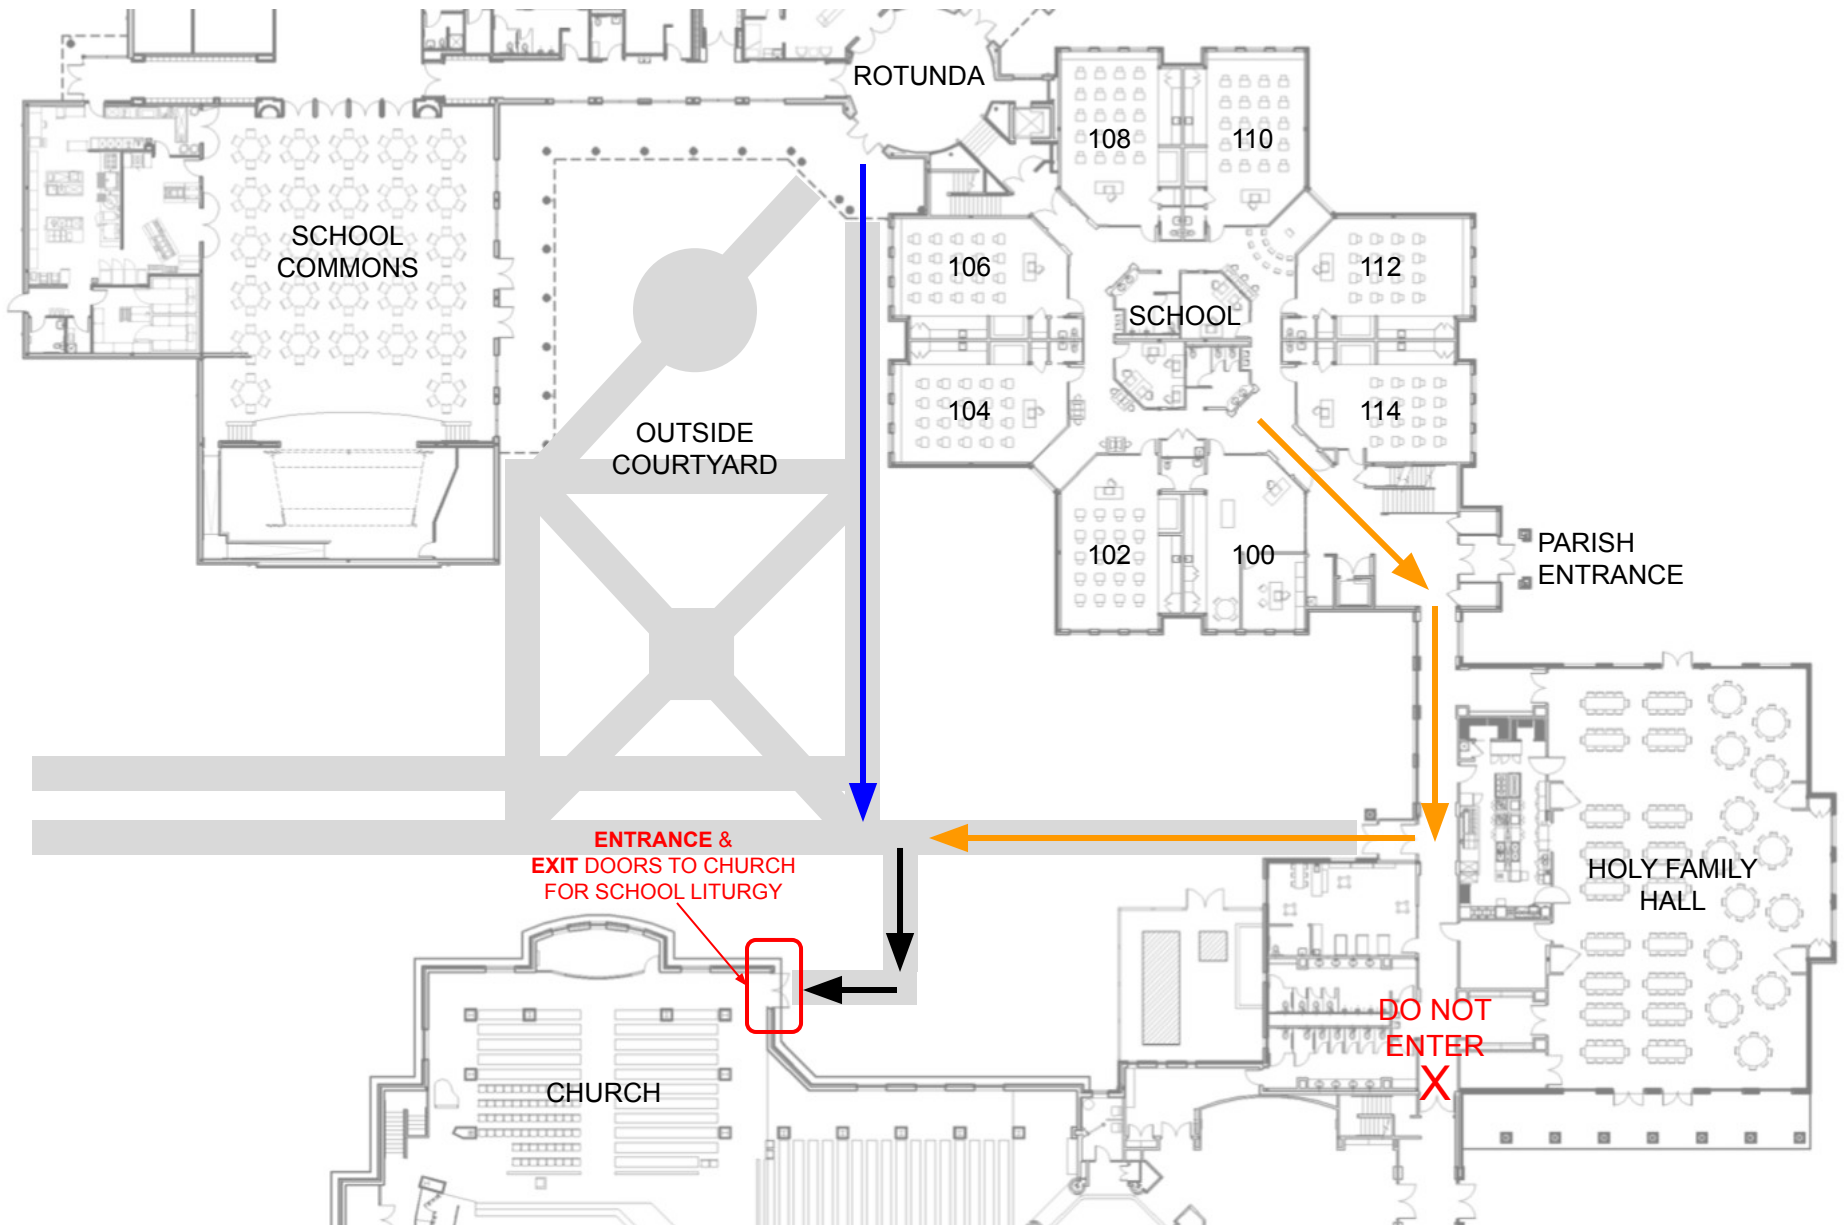 ROTUNDA
108
110
SCHOOL
COMMONS
106
112
SCHOOL
104
114
OUTSIDE
COURTYARD
102
100
PARISH
ENTRANCE
ENTRANCE &
EXIT DOORS TO CHURCH
FOR SCHOOL LITURGY
HOLY FAMILY
HALL
DO NOT
ENTER
X
CHURCH